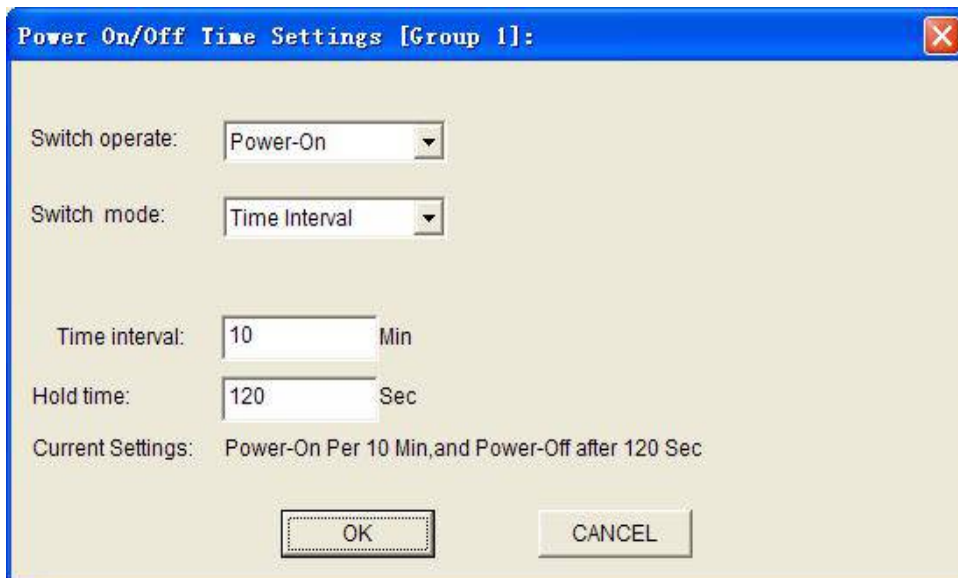 Power On/Off Time Settings [Group 1]:
Switch operate: Power-On
Switch mode: Time Interval
Time interval: 10 Min
Hold time: 120 Sec
Current Settings: Power-On Per 10 Min,and Power-Off after 120 Sec
OK CANCEL